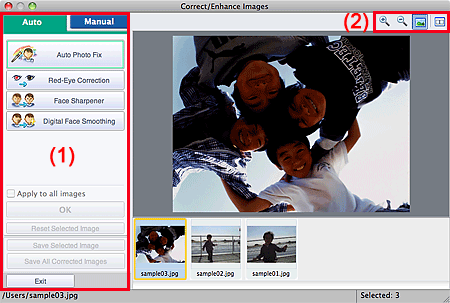 Correct/Enhance Images
Auto
Manual
(2)
Auto Photo Fix
Red-Eye Correction
Face Sharpener
Digital Face Smoothing
(1)
Apply to all images
OK
Reset Selected Image
Save Selected Image
Save All Corrected Images
Exit
sample03.jpg
sample02.jpg
sample01.jpg
/Users/sample03.jpg
Selected: 3